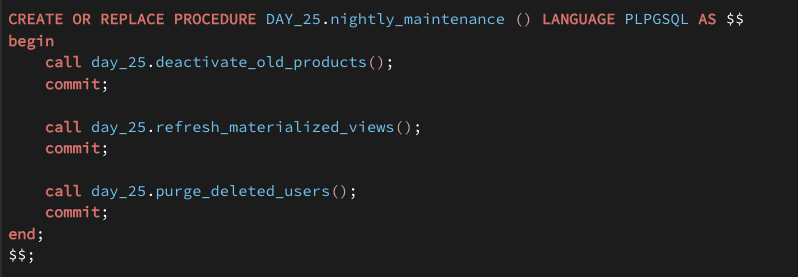 CREATE OR REPLACE PROCEDURE DAY_25.nightly_maintenance () LANGUAGE PLPGSQL AS $$
begin
    call day_25.deactivate_old_products();
    commit;

    call day_25.refresh_materialized_views();
    commit;

    call day_25.purge_deleted_users();
    commit;
end;
$$;